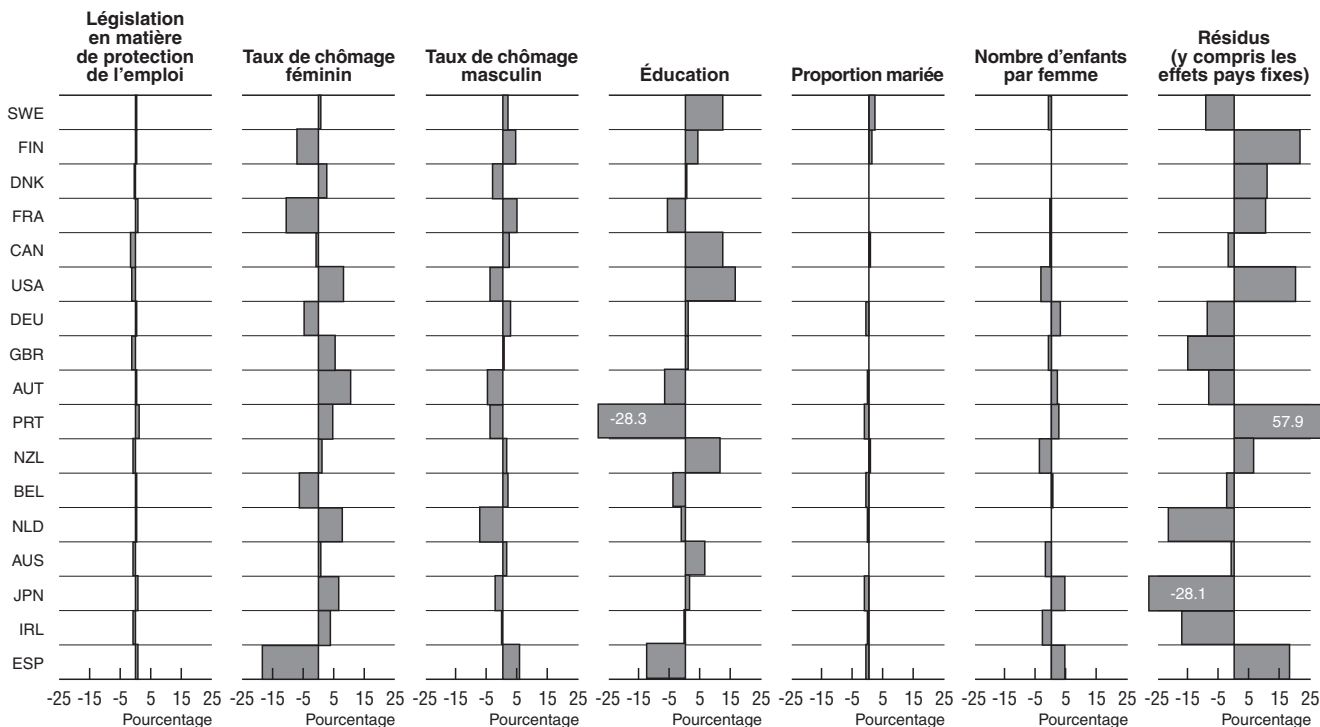 Législation
en matière
de protection
de l'emploi
Taux de chômage
féminin
Taux de chômage
masculin
Éducation
Proportion mariée
Nombre d'enfants
par femme
Résidus
(y compris les
effets pays fixes)
SWE
FIN
DNK
FRA
CAN
USA
DEU
GBR
AUT
PRT -28.3 57.9
NZL
BEL
NLD
AUS
JPN -28.1
IRL
ESP
-25 -15 -5 5 15 25 -25 -15 -5 5 15 25 -25 -15 -5 5 15 25 -25 -15 -5 5 15 25 -25 -15 -5 5 15 25 -25 -15 -5 5 15 25 -25 -15 -5 5 15 25
Pourcentage Pourcentage Pourcentage Pourcentage Pourcentage Pourcentage Pourcentage